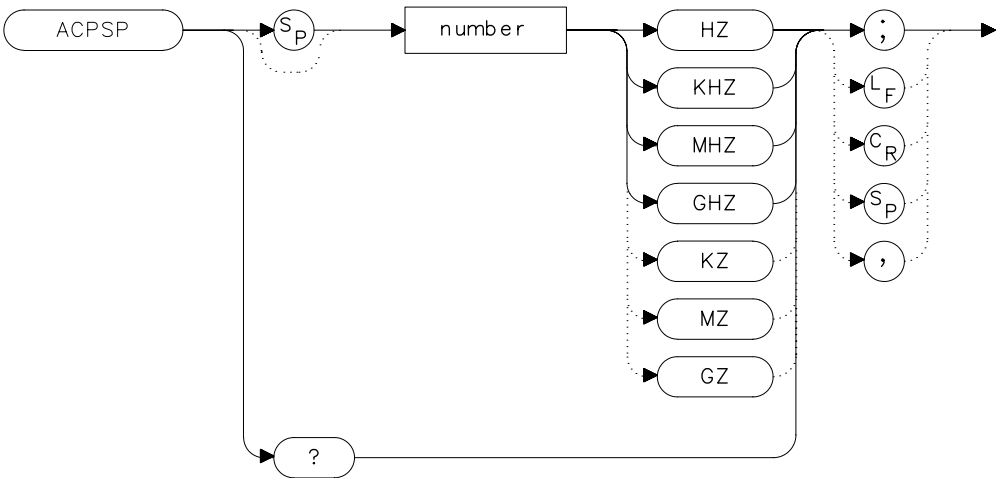 ACPSP SP number HZ ;
KHZ LF
MHZ CR
GHZ SP
KZ ,
MZ
GZ
?